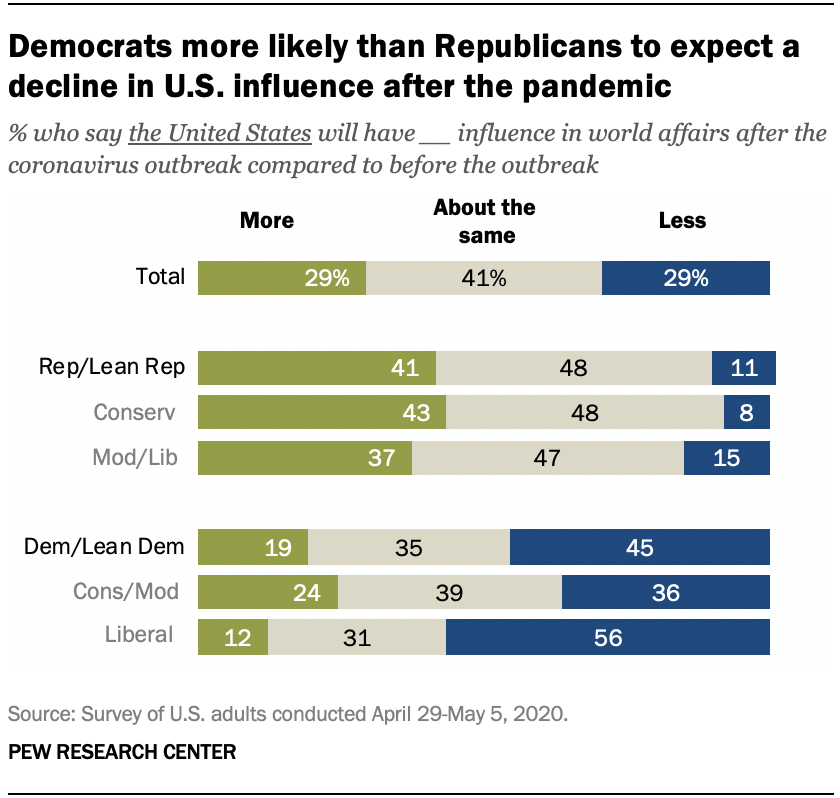 Democrats more likely than Republicans to expect a
decline in U.S. influence after the pandemic
% who say the United States will have __ influence in world affairs after the
coronavirus outbreak compared to before the outbreak
More About the same Less
Total 29% 41% 29%
Rep/Lean Rep 41 48 11
Conserv 43 48 8
Mod/Lib 37 47 15
Dem/Lean Dem 19 35 45
Cons/Mod 24 39 36
Liberal 12 31 56
Source: Survey of U.S. adults conducted April 29-May 5, 2020.
PEW RESEARCH CENTER